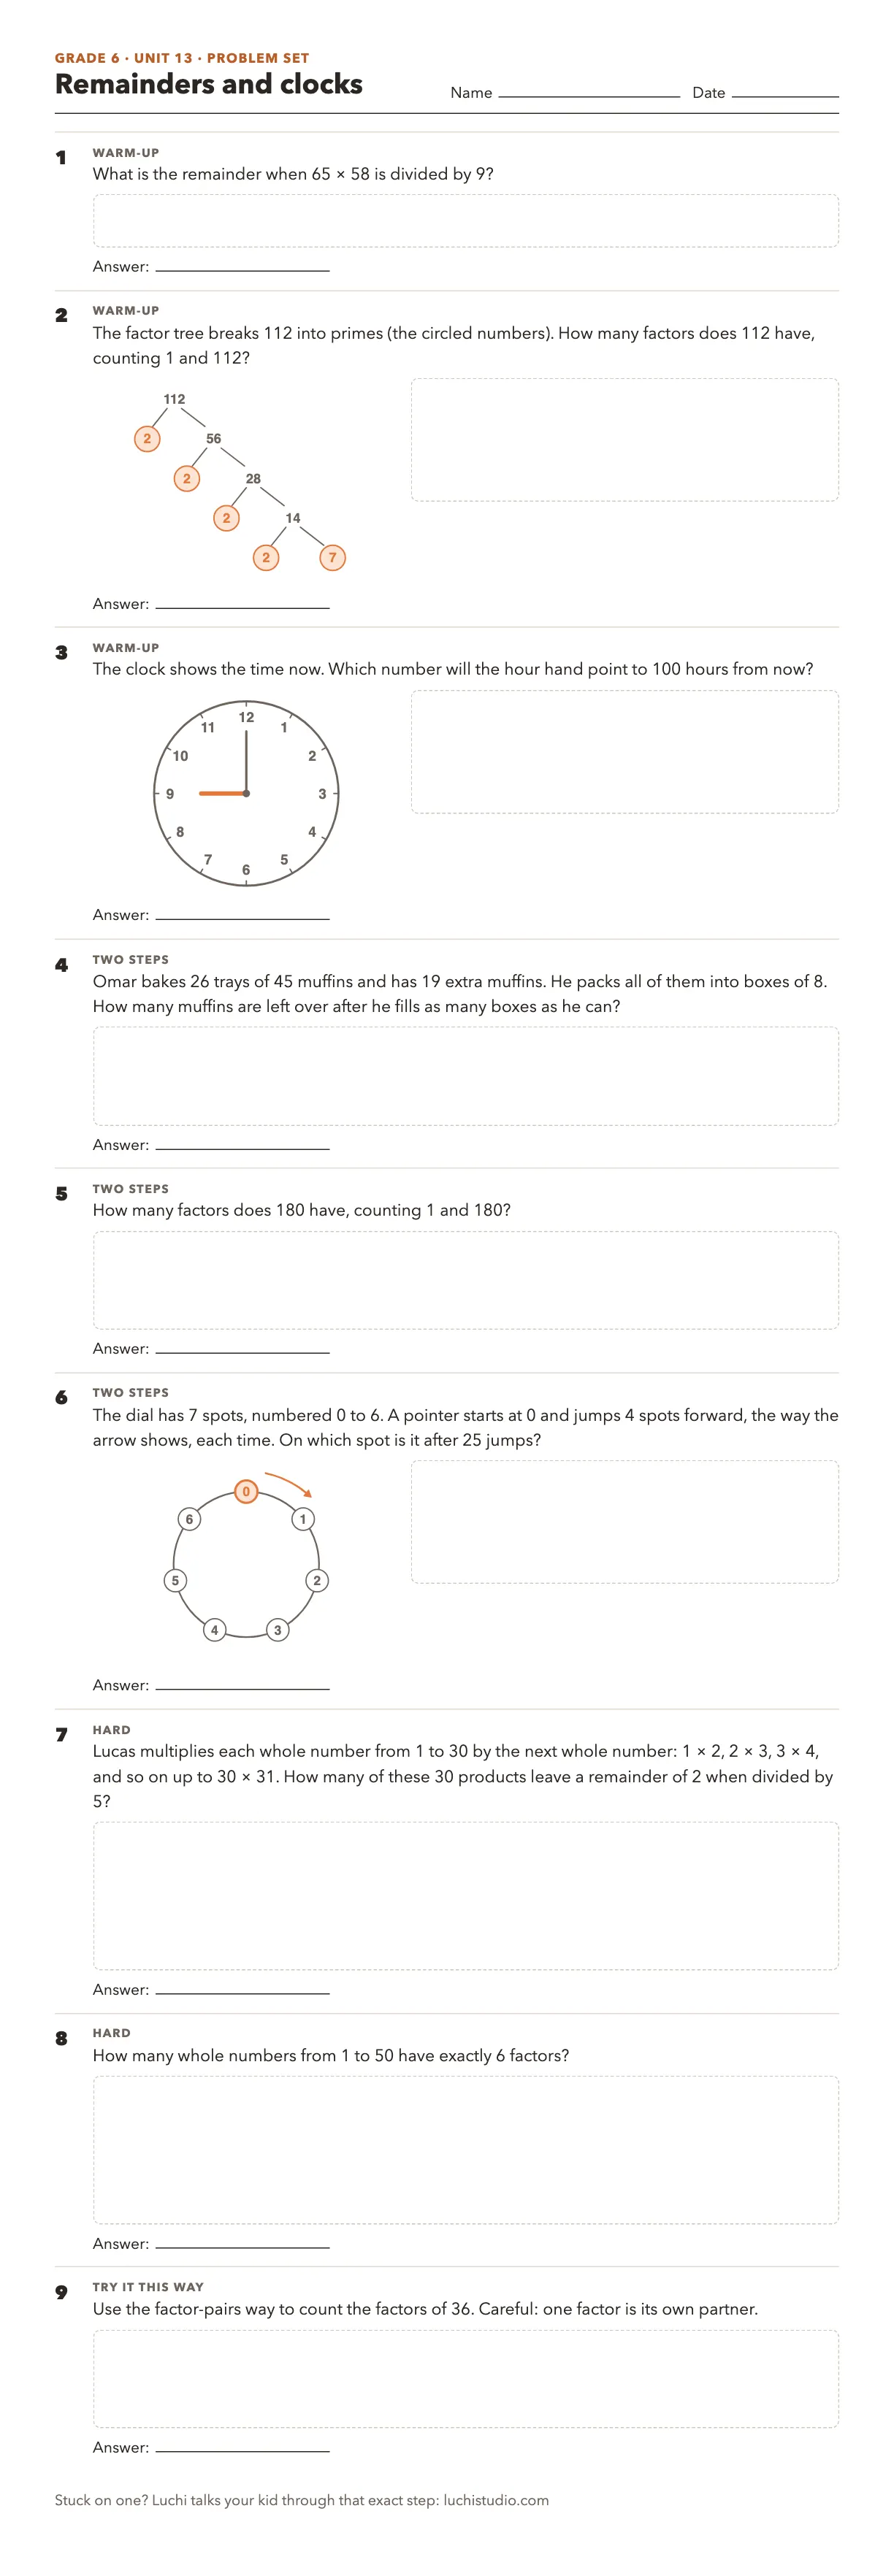 GRADE 6 · UNIT 13 · PROBLEM SET
Remainders and clocks
Name
Date
1
WARM-UP
What is the remainder when 65 × 58 is divided by 9?
Answer:
2
WARM-UP
The factor tree breaks 112 into primes (the circled numbers). How many factors does 112 have,
counting 1 and 112?
112
2
56
2
28
2
14
2
7
Answer:
3
WARM-UP
The clock shows the time now. Which number will the hour hand point to 100 hours from now?
12
11
1
10
2
9
3
8
4
7
5
6
Answer:
4
TWO STEPS
Omar bakes 26 trays of 45 muffins and has 19 extra muffins. He packs all of them into boxes of 8.
How many muffins are left over after he fills as many boxes as he can?
Answer:
5
TWO STEPS
How many factors does 180 have, counting 1 and 180?
Answer:
6
TWO STEPS
The dial has 7 spots, numbered 0 to 6. A pointer starts at 0 and jumps 4 spots forward, the way the
arrow shows, each time. On which spot is it after 25 jumps?
0
6
1
5
2
4
3
Answer:
7
HARD
Lucas multiplies each whole number from 1 to 30 by the next whole number: 1 × 2, 2 × 3, 3 × 4,
and so on up to 30 × 31. How many of these 30 products leave a remainder of 2 when divided by
5?
Answer:
8
HARD
How many whole numbers from 1 to 50 have exactly 6 factors?
Answer:
9
TRY IT THIS WAY
Use the factor-pairs way to count the factors of 36. Careful: one factor is its own partner.
Answer:
Stuck on one? Luchi talks your kid through that exact step: luchistudio.com